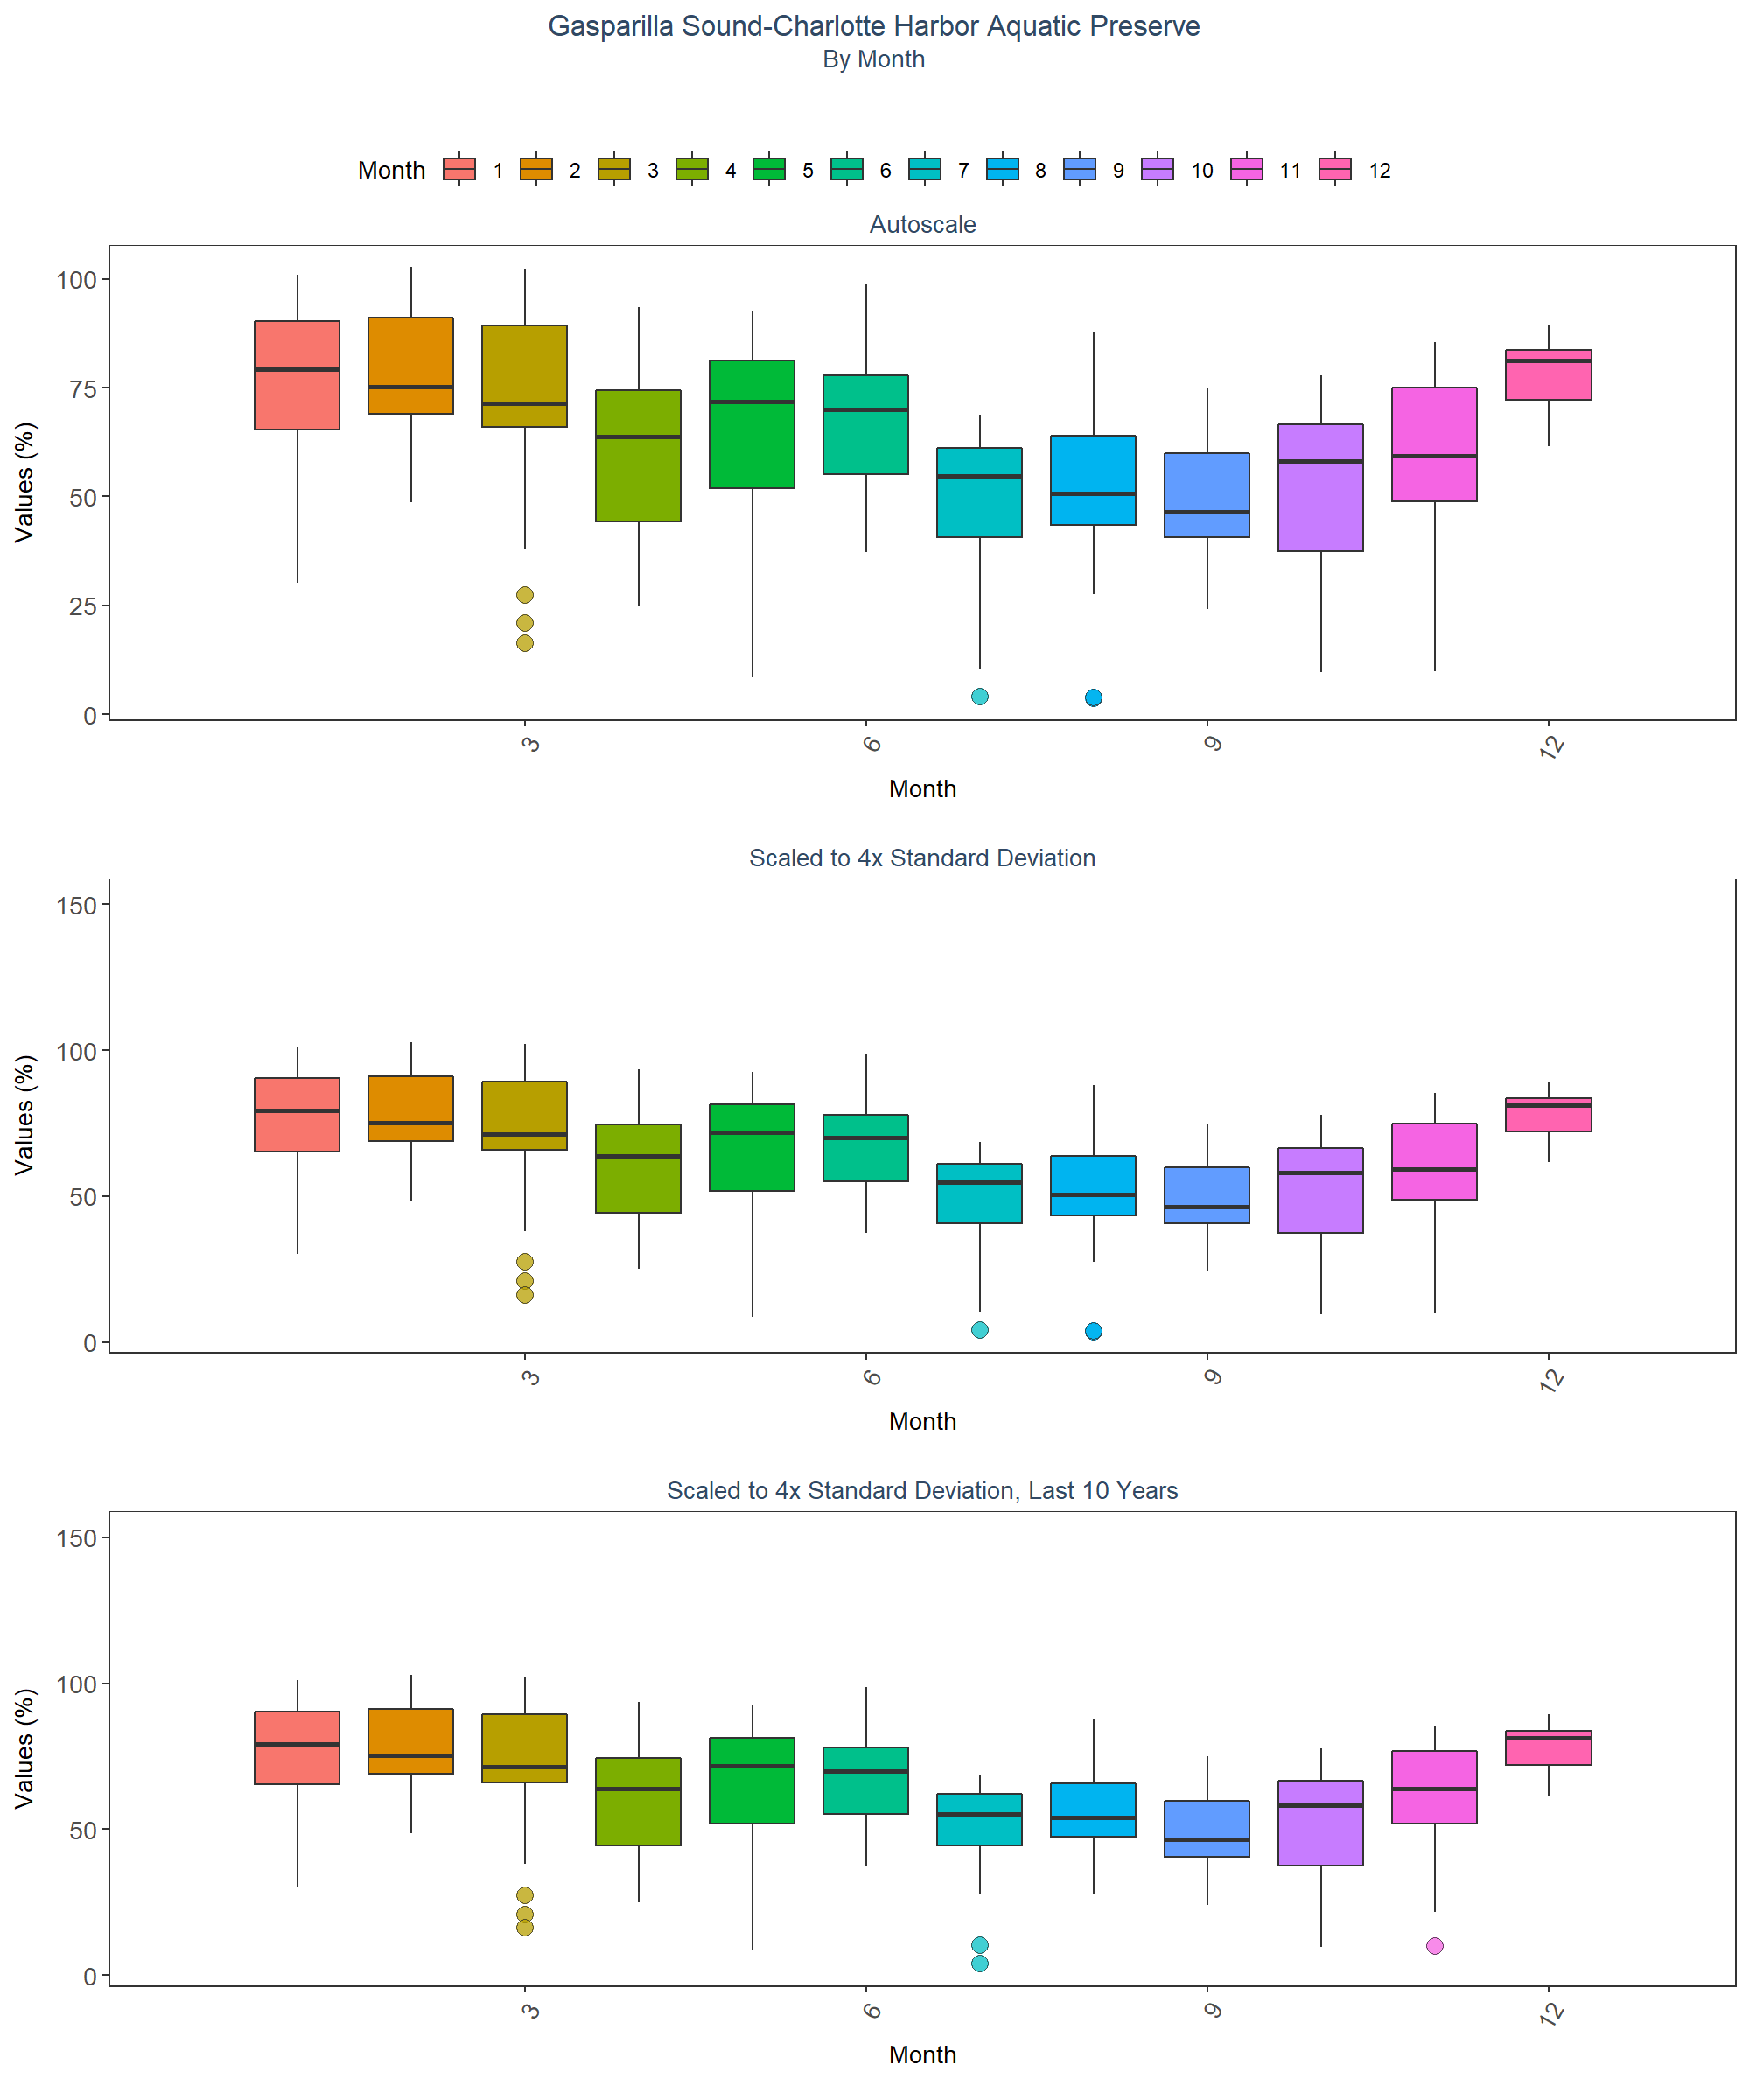 Gasparilla Sound-Charlotte Harbor Aquatic Preserve
By Month
Month 1 2 3 4 5 6 7 8 9 10 11 12
Autoscale
Values (%)
100
75
50
25
0
3 6 9 12
Month
Scaled to 4x Standard Deviation
Values (%)
150
100
50
0
3 6 9 12
Month
Scaled to 4x Standard Deviation, Last 10 Years
Values (%)
150
100
50
0
3 6 9 12
Month